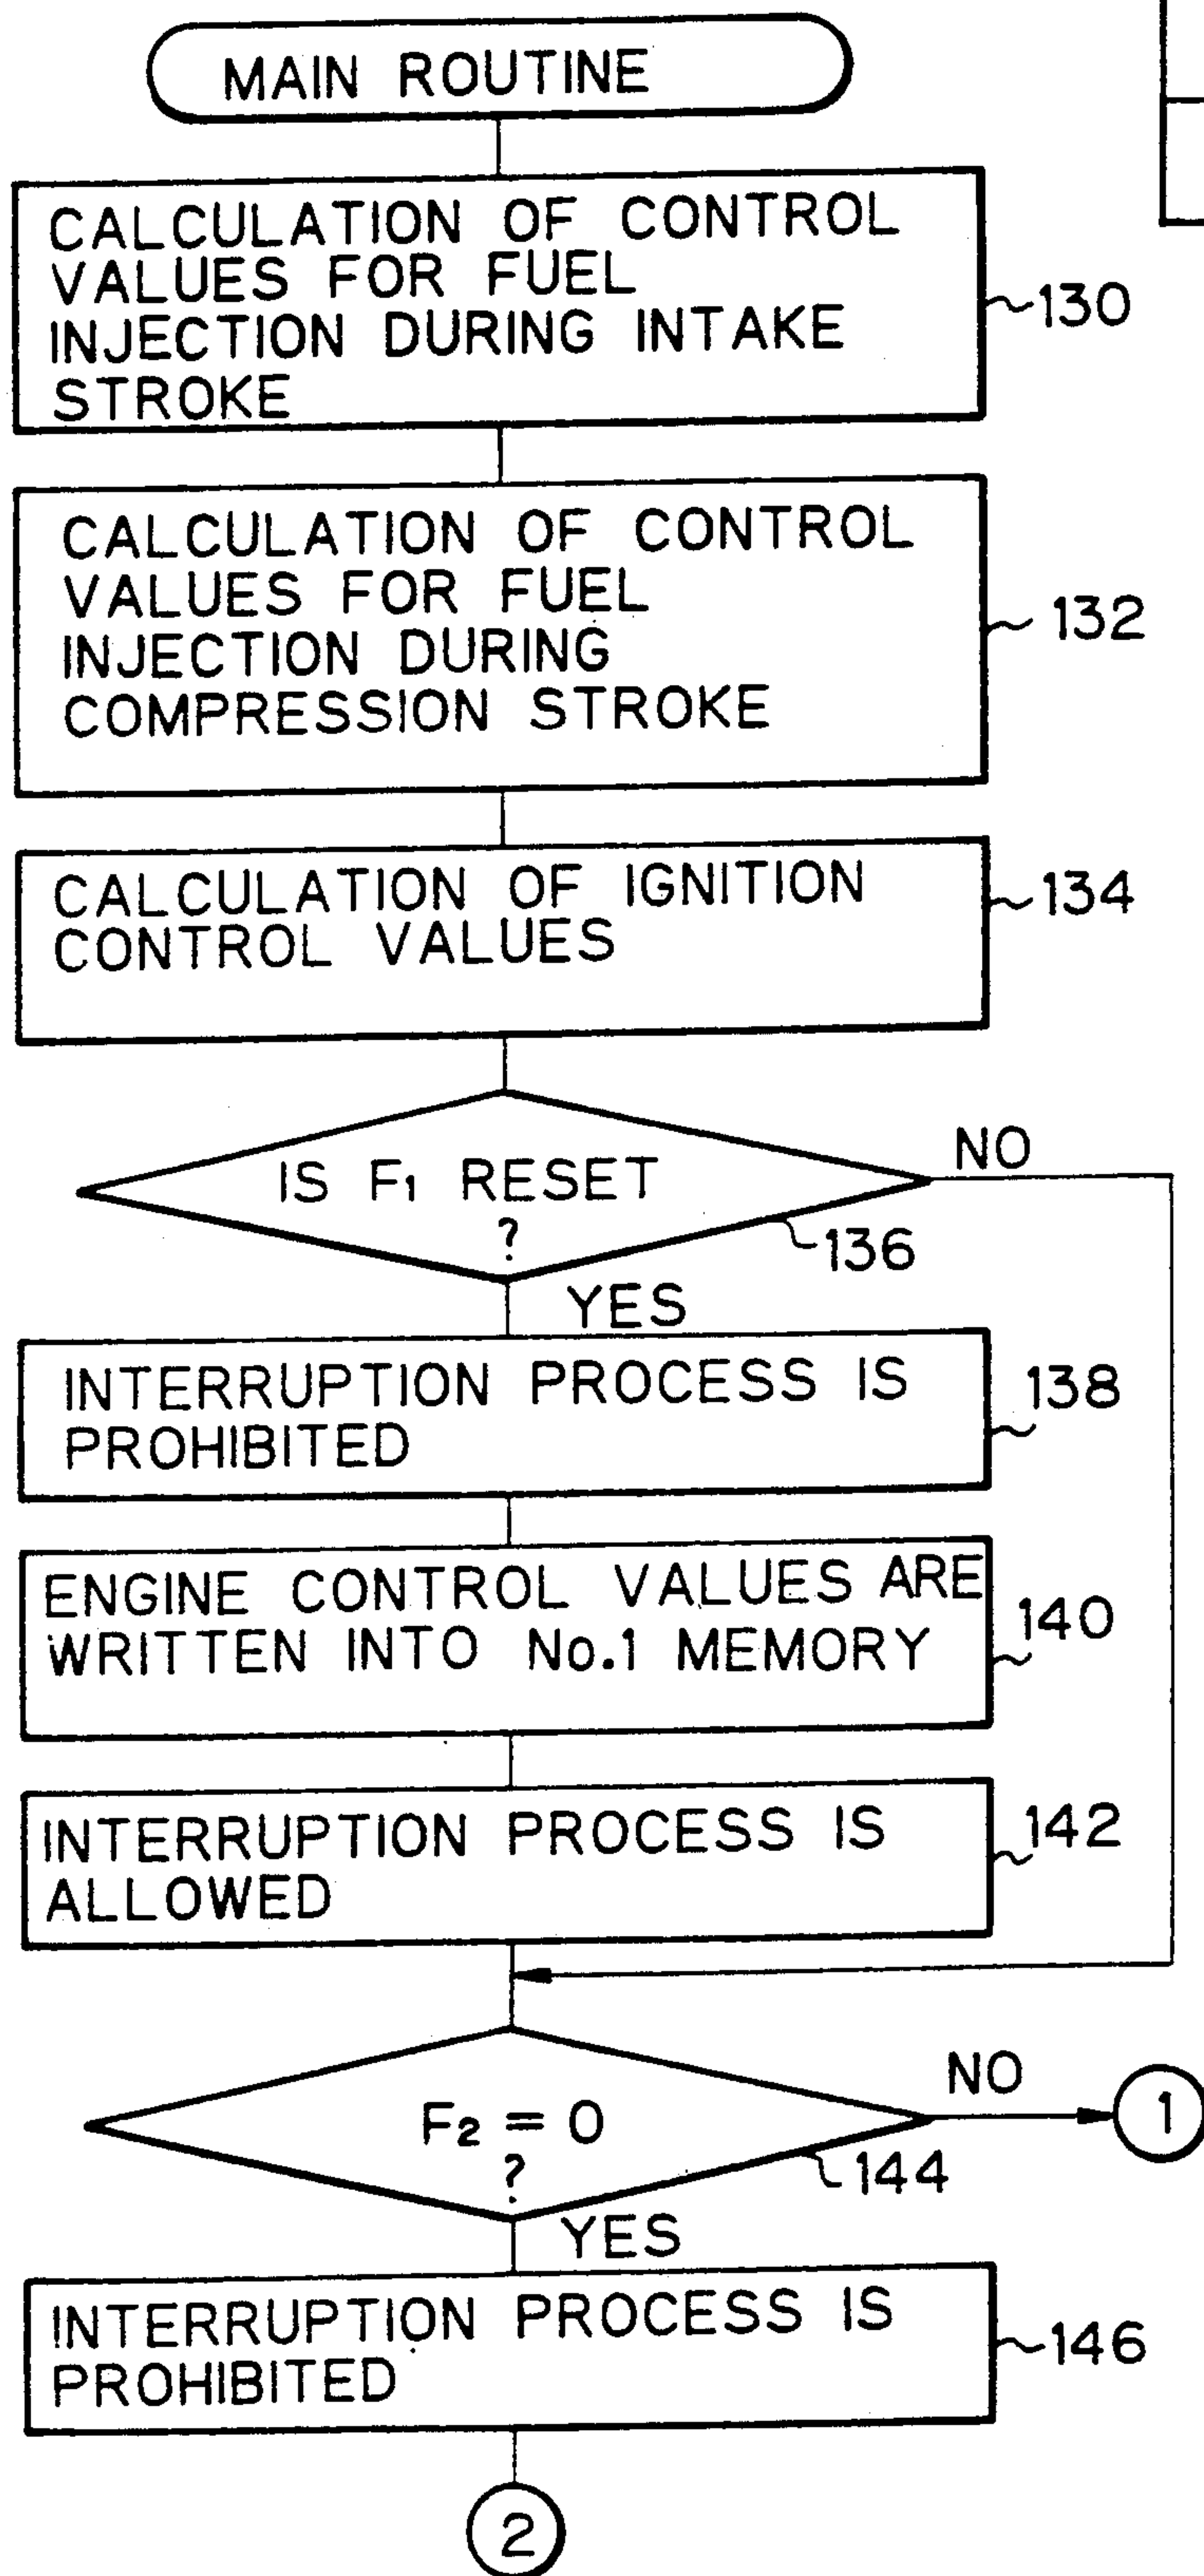 MAIN ROUTINE
CALCULATION OF CONTROL
VALUES FOR FUEL
INJECTION DURING INTAKE
STROKE
130
CALCULATION OF CONTROL
VALUES FOR FUEL
INJECTION DURING
COMPRESSION STROKE
132
CALCULATION OF IGNITION
CONTROL VALUES
134
IS F1 RESET
?
NO
136
YES
INTERRUPTION PROCESS IS
PROHIBITED
138
ENGINE CONTROL VALUES ARE
WRITTEN INTO No.1 MEMORY
140
INTERRUPTION PROCESS IS
ALLOWED
142
F2 = 0
?
NO
1
144
YES
INTERRUPTION PROCESS IS
PROHIBITED
146
2